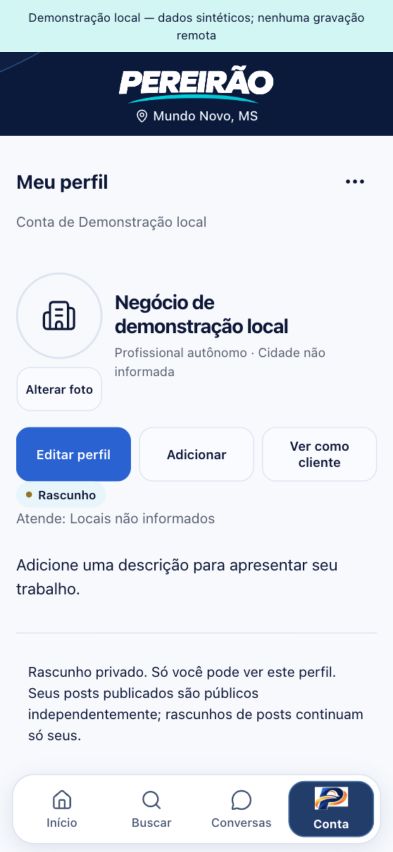 Demonstração local — dados sintéticos; nenhuma gravação
remota
PEREIRÃO
Mundo Novo, MS
Meu perfil
Conta de Demonstração local
Negócio de
demonstração local
Profissional autônomo · Cidade não
informada
Alterar foto
Editar perfil
Adicionar
Ver como
cliente
Rascunho
Atende: Locais não informados
Adicione uma descrição para apresentar seu
trabalho.
Rascunho privado. Só você pode ver este perfil.
Seus posts publicados são públicos
independentemente; rascunhos de posts continuam
só seus.
Início
Buscar
Conversas
Conta